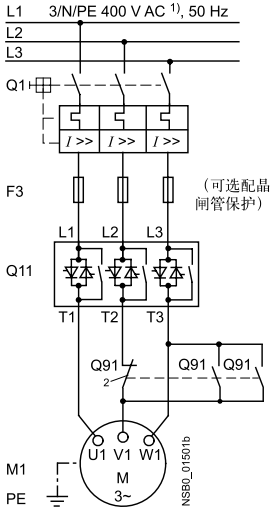 L1 3/N/PE 400 V AC 1), 50 Hz
L2
L3
Q1
I >> I >> I >>
F3 (可选配晶
闸管保护)
L1 L2 L3
Q11
T1 T2 T3
Q91 Q91 Q91
2
U1 V1 W1
M1 M
PE 3~
NSB0_01501b